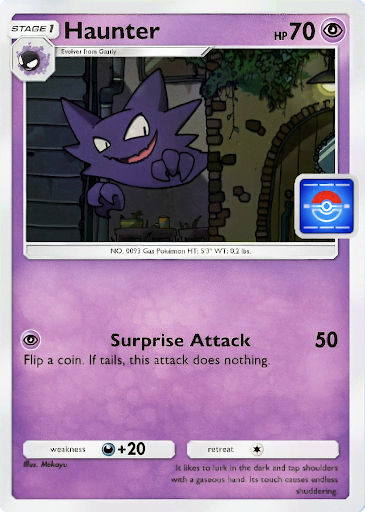 STAGE 1
Haunter
HP 70
Evolves from Gastly
NO. 0093 Gas Pokémon HT: 5'3" WT: 0.2 lbs.
Surprise Attack 50
Flip a coin. If tails, this attack does nothing.
weakness +20
retreat
Illus. Mékayu
It likes to lurk in the dark and tap shoulders
with a gaseous hand. Its touch causes endless
shuddering.